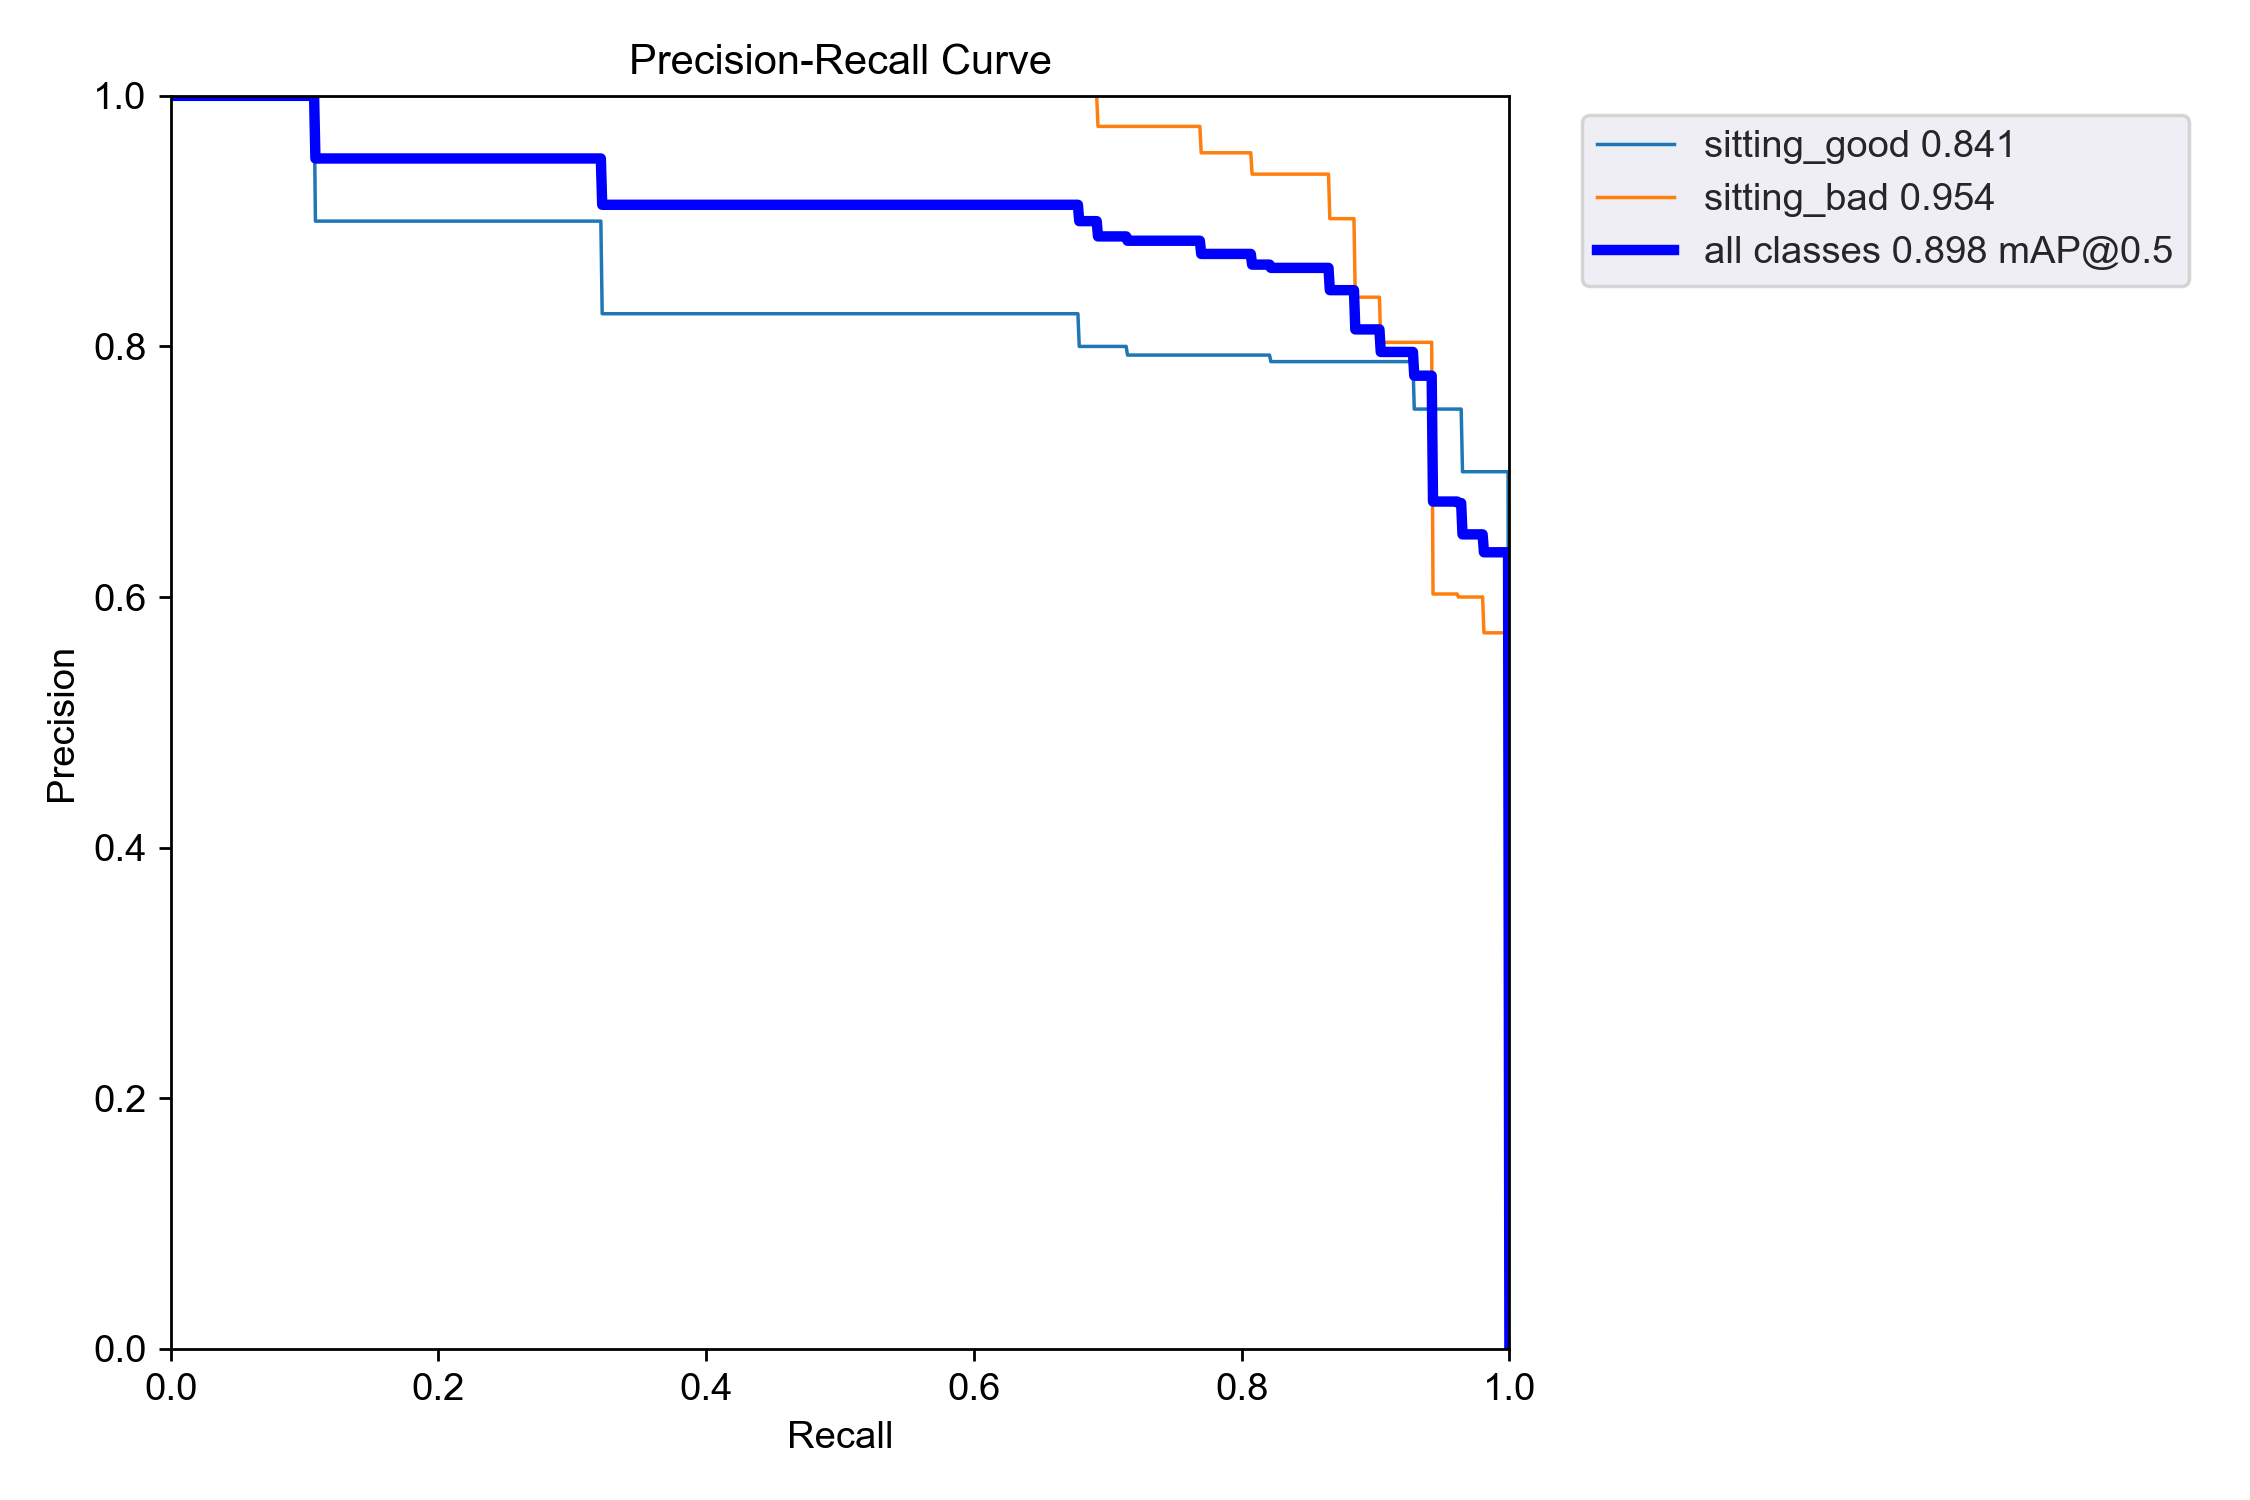 Precision-Recall Curve
1.0
0.8
0.6
0.4
0.2
0.0
Precision
0.0 0.2 0.4 0.6 0.8 1.0
Recall
sitting_good 0.841
sitting_bad 0.954
all classes 0.898 mAP@0.5